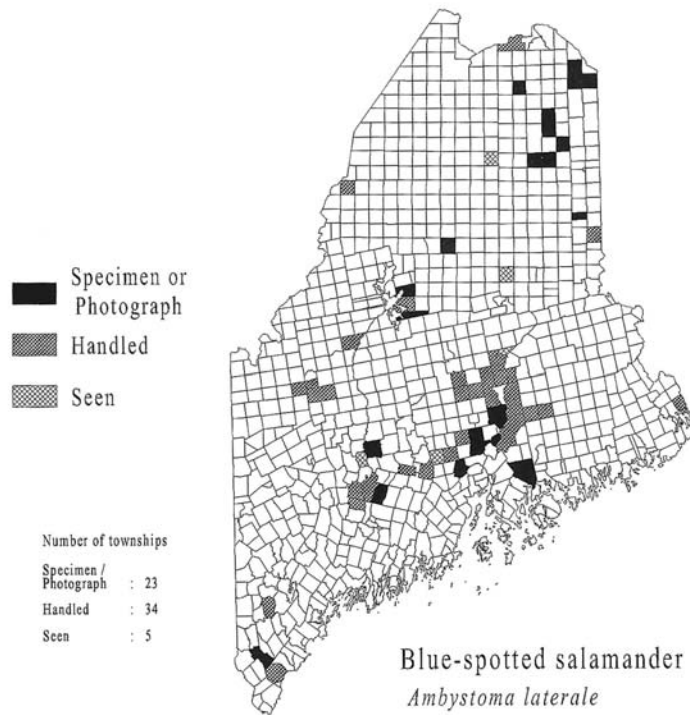 Specimen or
Photograph
Handled
Seen
Number of townships
Specimen /
Photograph : 23
Handled : 34
Seen : 5
Blue-spotted salamander
Ambystoma laterale